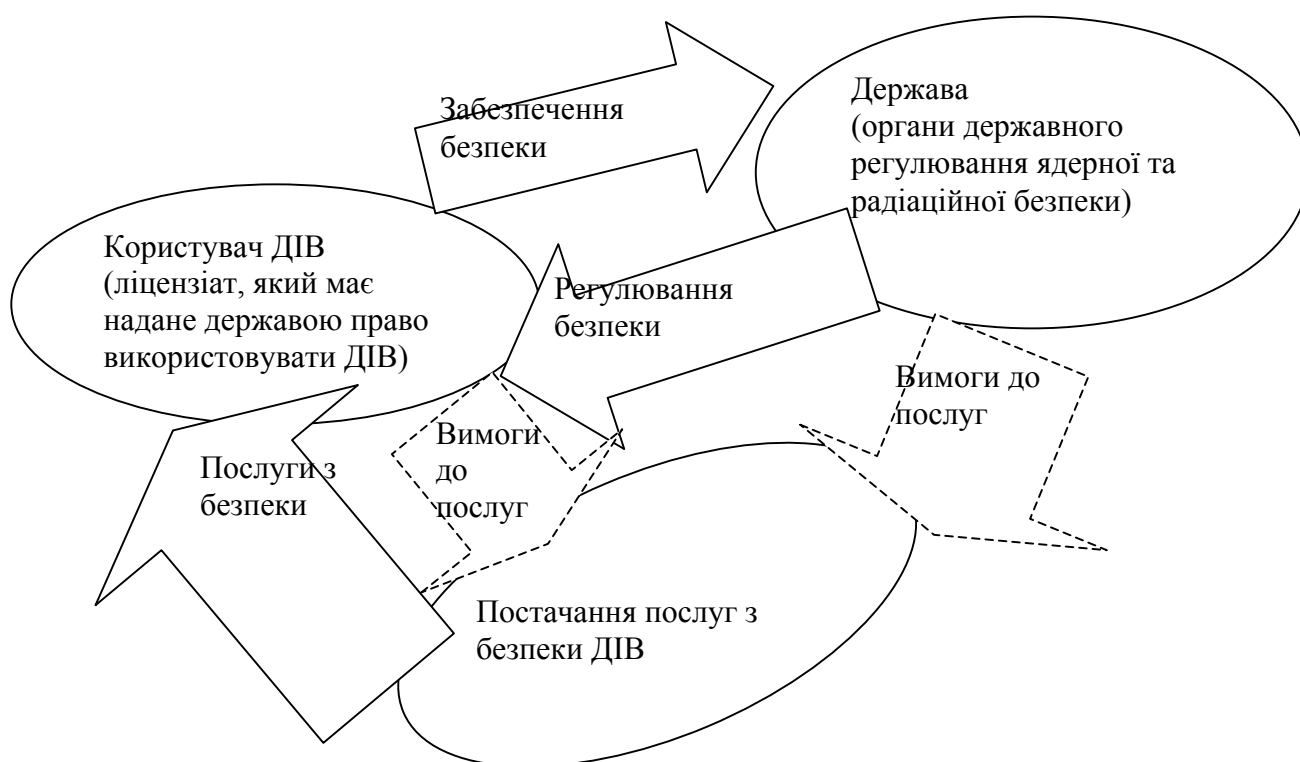 Забезпечення
безпеки
Держава
(органи державного
регулювання ядерної та
радіаційної безпеки)
Користувач ДІВ
(ліцензіат, який має
надане державою право
використовувати ДІВ)
Регулювання
безпеки
Вимоги до
послуг
Вимоги
до
послуг
Послуги з
безпеки
Постачання послуг з
безпеки ДІВ